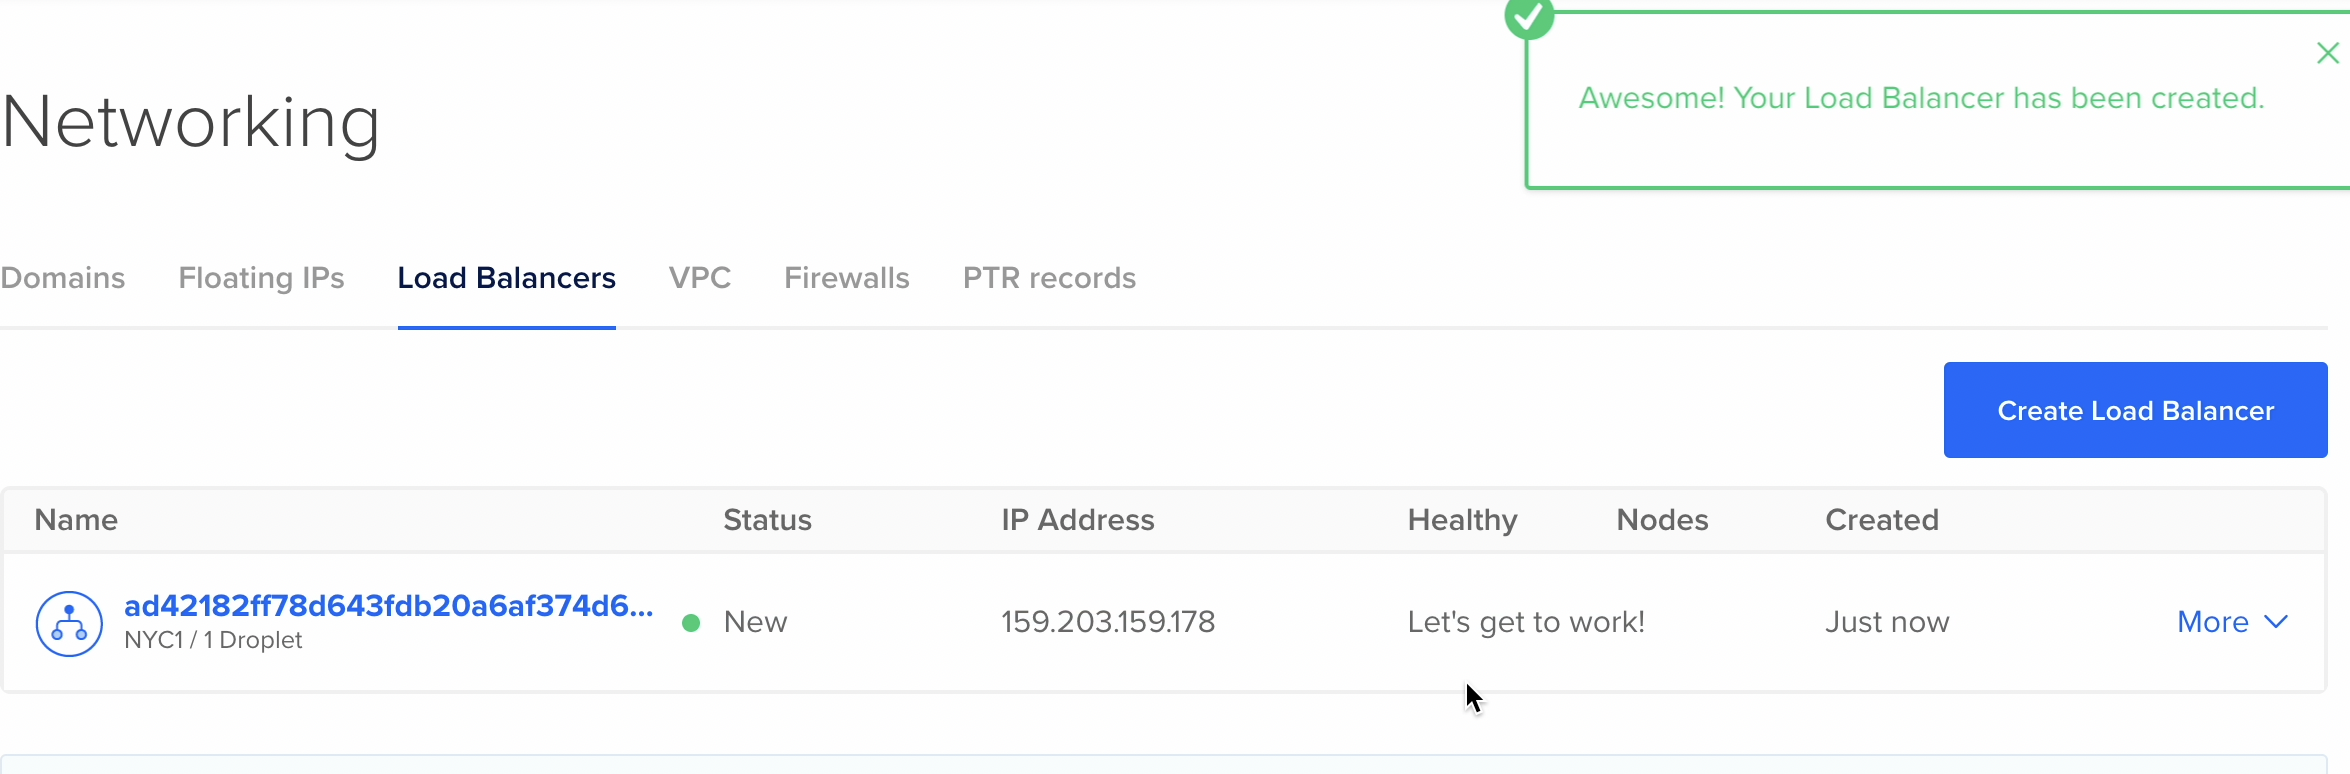 Awesome! Your Load Balancer has been created.
Networking
Domains Floating IPs Load Balancers VPC Firewalls PTR records
Create Load Balancer
Name Status IP Address Healthy Nodes Created
ad42182ff78d643fdb20a6af374d6... New 159.203.159.178 Let's get to work! Just now More
NYC1 / 1 Droplet